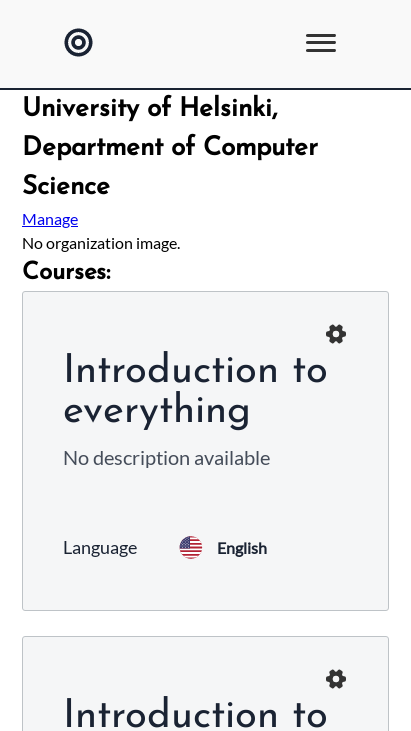 University of Helsinki,
Department of Computer
Science
Manage
No organization image.
Courses:
Introduction to
everything
No description available
Language English
Introduction to